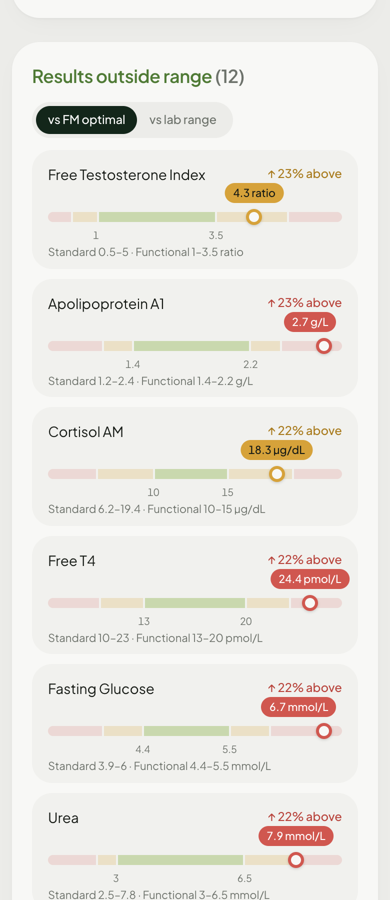 Results outside range (12)
vs FM optimal vs lab range
Free Testosterone Index ↑ 23% above
4.3 ratio
1 3.5
Standard 0.5–5 · Functional 1–3.5 ratio
Apolipoprotein A1 ↑ 23% above
2.7 g/L
1.4 2.2
Standard 1.2–2.4 · Functional 1.4–2.2 g/L
Cortisol AM ↑ 22% above
18.3 µg/dL
10 15
Standard 6.2–19.4 · Functional 10–15 µg/dL
Free T4 ↑ 22% above
24.4 pmol/L
13 20
Standard 10–23 · Functional 13–20 pmol/L
Fasting Glucose ↑ 22% above
6.7 mmol/L
4.4 5.5
Standard 3.9–6 · Functional 4.4–5.5 mmol/L
Urea ↑ 22% above
7.9 mmol/L
3 6.5
Standard 2.5–7.8 · Functional 3–6.5 mmol/L